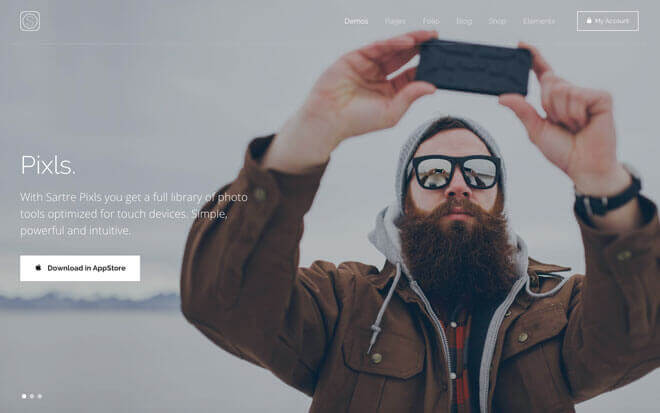 Demos Pages Folio Blog Shop Elements My Account
Pixls.
With Sartre Pixls you get a full library of photo
tools optimized for touch devices. Simple,
powerful and intuitive.
Download in AppStore